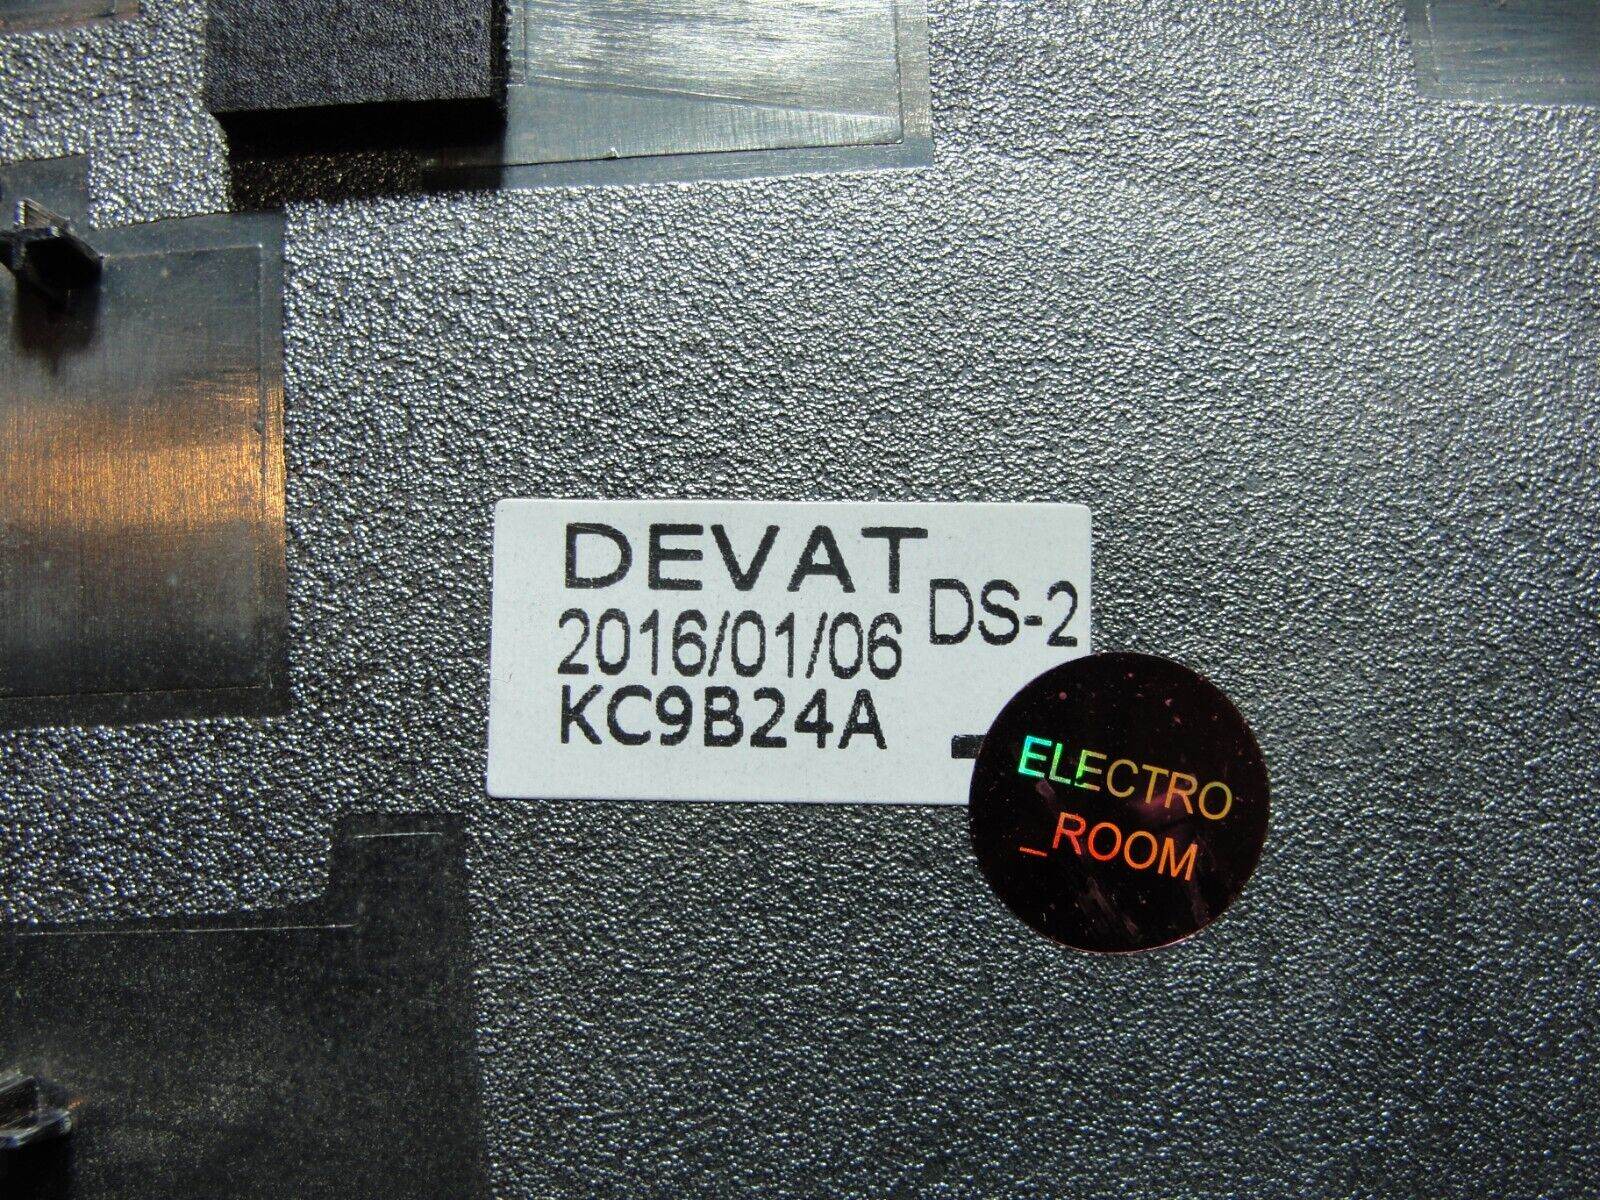 DEVAT
DS-2
2016/01/06
KC9B24A
ELECTRO
_ROOM